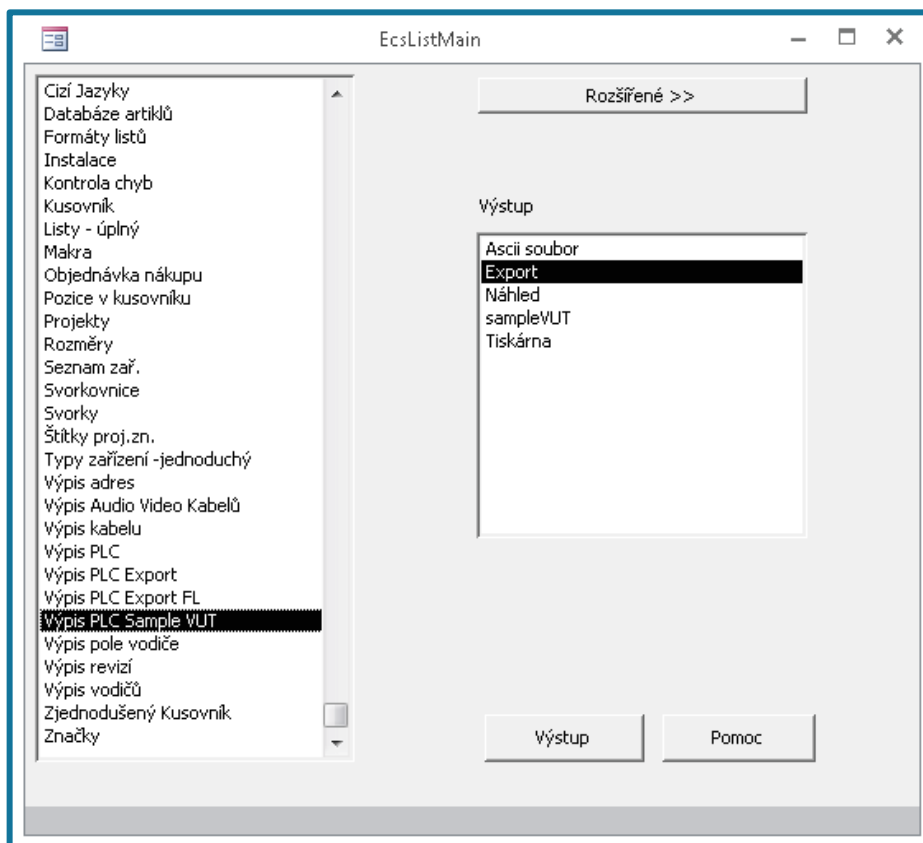 EcsListMain
Cizí Jazyky
Databáze artiklů
Formáty listů
Instalace
Kontrola chyb
Kusovník
Listy - úplný
Makra
Objednávka nákupu
Pozice v kusovníku
Projekty
Rozměry
Seznam zař.
Svorkovnice
Svorky
Štítky proj.zn.
Typy zařízení -jednoduchý
Výpis adres
Výpis Audio Video Kabelů
Výpis kabelu
Výpis PLC
Výpis PLC Export
Výpis PLC Export FL
Výpis PLC Sample VUT
Výpis pole vodiče
Výpis revizí
Výpis vodičů
Zjednodušený Kusovník
Značky
Rozšířené >>
Výstup
Ascii soubor
Export
Náhled
sampleVUT
Tiskárna
Výstup
Pomoc